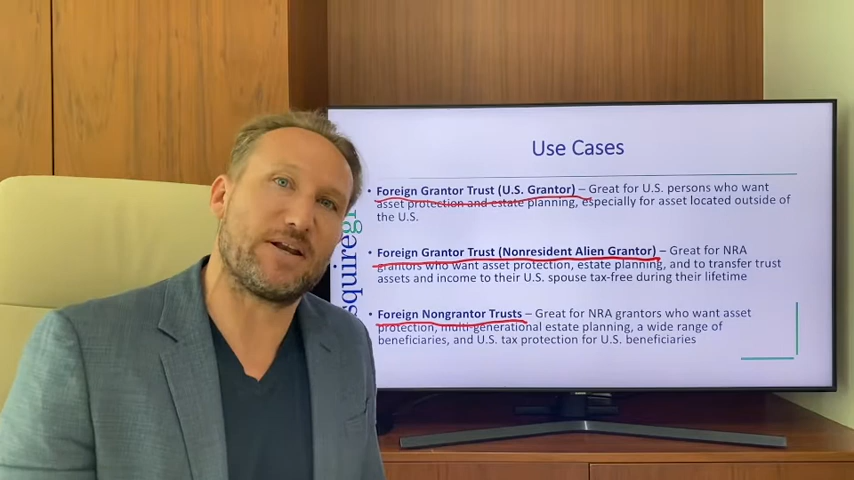 Use Cases
• Foreign Grantor Trust (U.S. Grantor) – Great for U.S. persons who want
asset protection and estate planning, especially for asset located outside of
the U.S.
• Foreign Grantor Trust (Nonresident Alien Grantor) – Great for NRA
grantors who want asset protection, estate planning, and to transfer trust
assets and income to their U.S. spouse tax-free during their lifetime
• Foreign Nongrantor Trusts – Great for NRA grantors who want asset
protection, multi-generational estate planning, a wide range of
beneficiaries, and U.S. tax protection for U.S. beneficiaries
squiregr